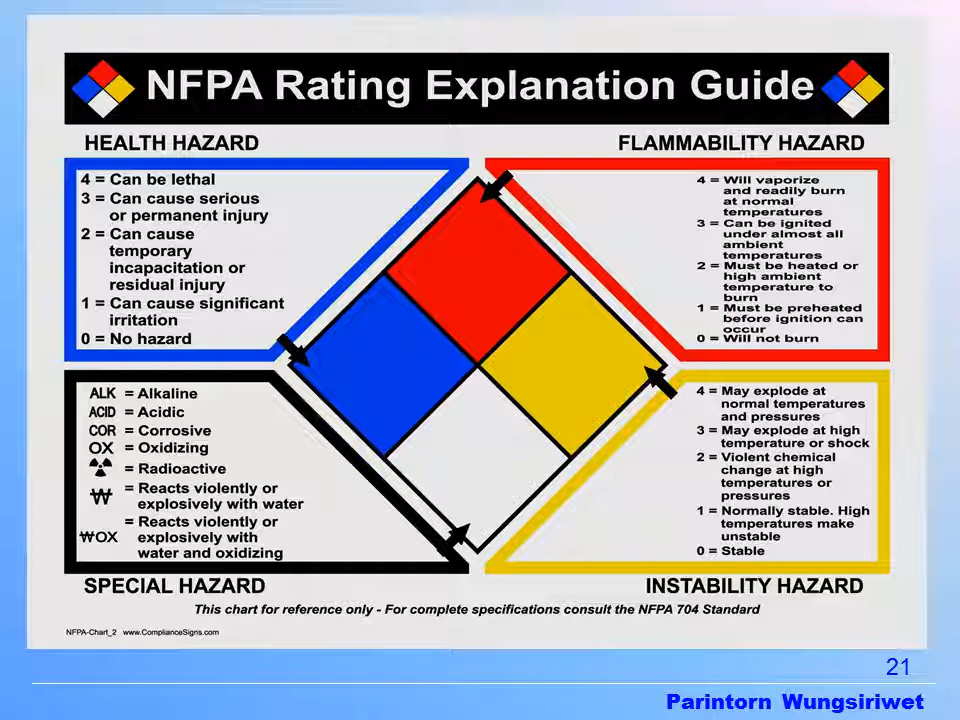 NFPA Rating Explanation Guide
HEALTH HAZARD
4 = Can be lethal
3 = Can cause serious
or permanent injury
2 = Can cause
temporary
incapacitation or
residual injury
1 = Can cause significant
irritation
0 = No hazard
FLAMMABILITY HAZARD
4 = Will vaporize
and readily burn
at normal
temperatures
3 = Can be ignited
under almost all
ambient
temperatures
2 = Must be heated or
high ambient
temperature to
burn
1 = Must be preheated
before ignition can
occur
0 = Will not burn
ALK = Alkaline
ACID = Acidic
COR = Corrosive
OX = Oxidizing
☢ = Radioactive
W̶ = Reacts violently or
explosively with water
= Reacts violently or
W̶OX explosively with
water and oxidizing
SPECIAL HAZARD
4 = May explode at
normal temperatures
and pressures
3 = May explode at high
temperature or shock
2 = Violent chemical
change at high
temperatures or
pressures
1 = Normally stable. High
temperatures make
unstable
0 = Stable
INSTABILITY HAZARD
This chart for reference only - For complete specifications consult the NFPA 704 Standard
NFPA-Chart_2 www.ComplianceSigns.com
21
Parintorn Wungsiriwet